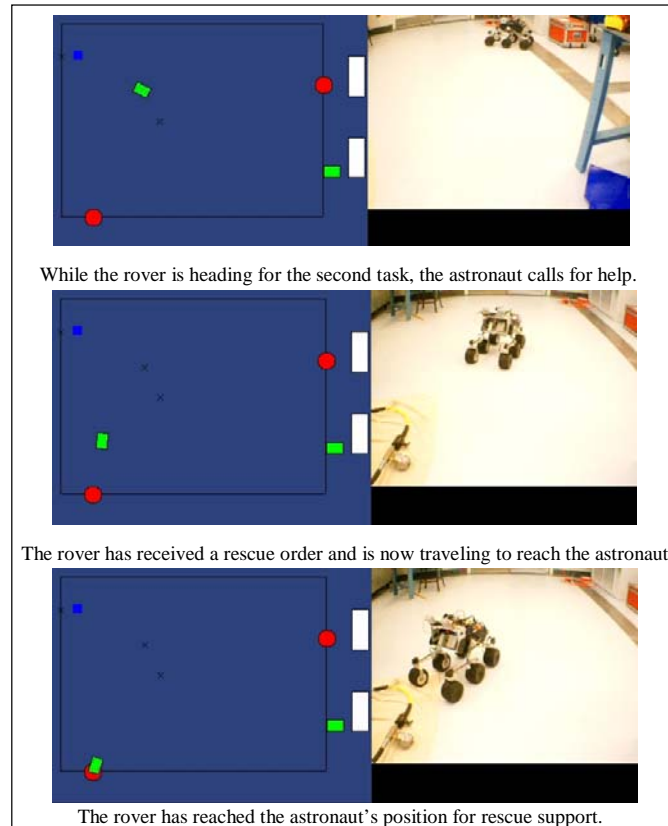 While the rover is heading for the second task, the astronaut calls for help.
The rover has received a rescue order and is now traveling to reach the astronaut
The rover has reached the astronaut's position for rescue support.